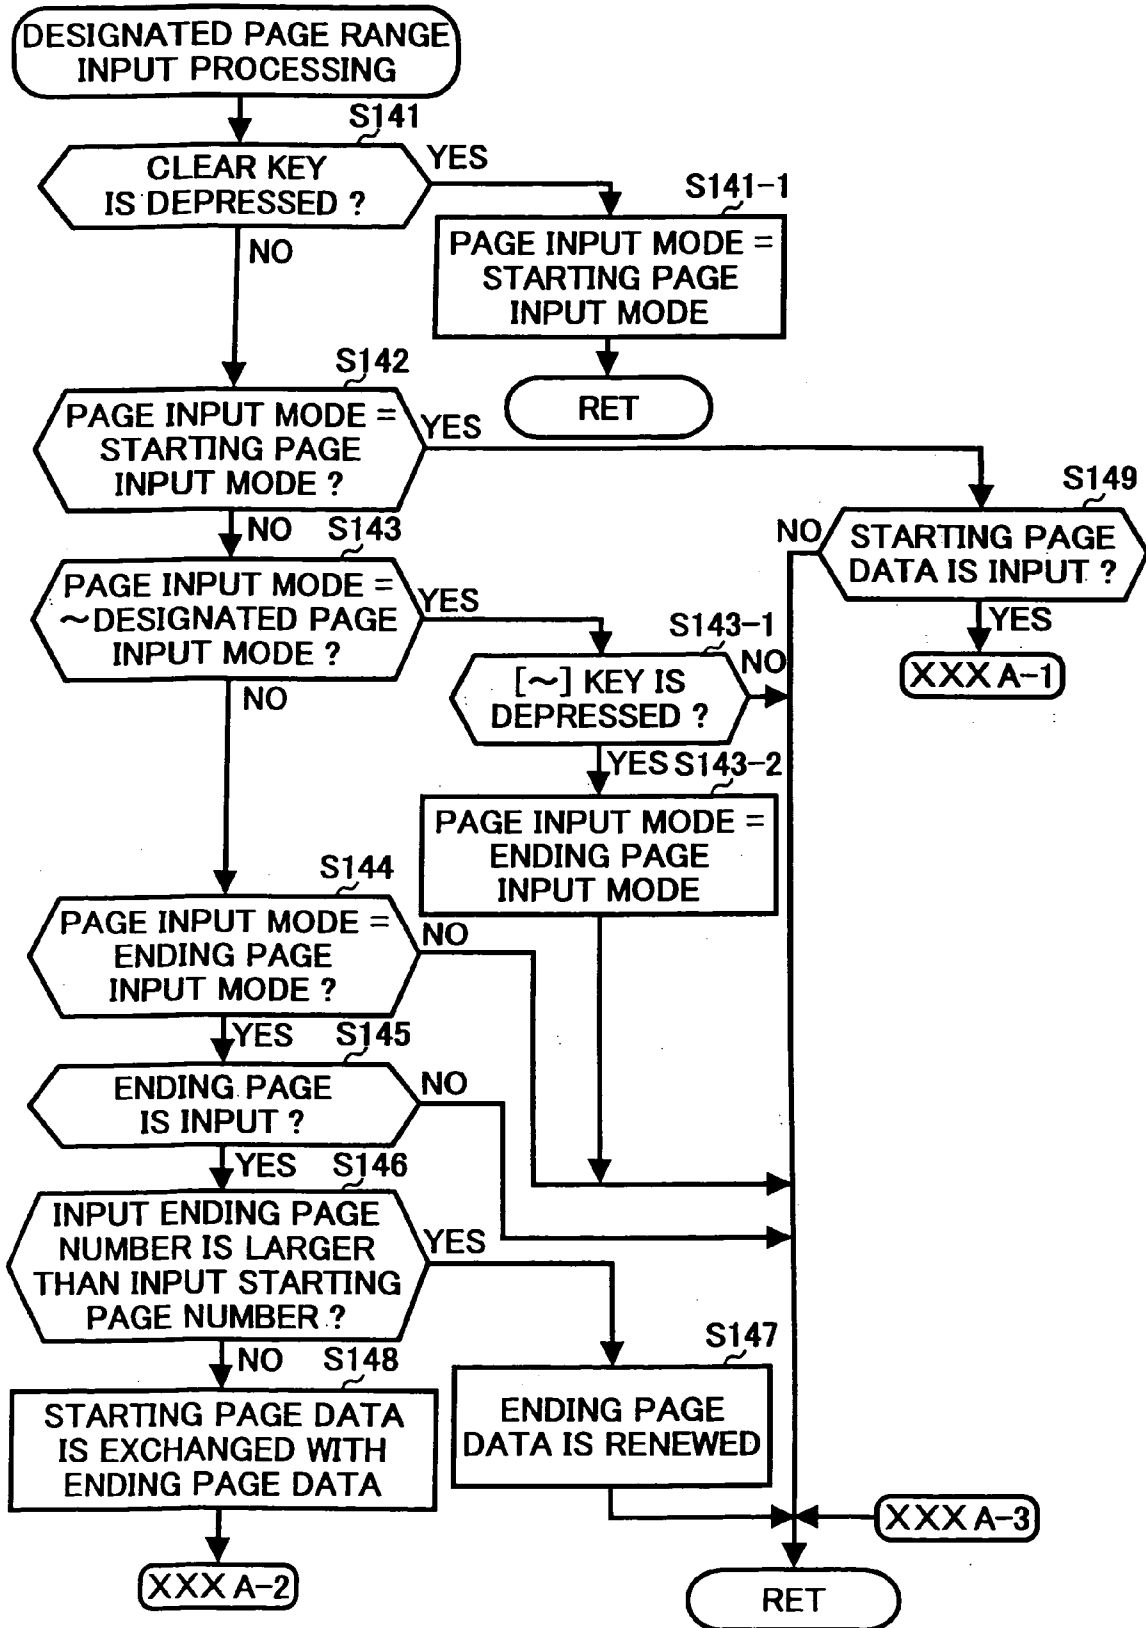 DESIGNATED PAGE RANGE
INPUT PROCESSING
S141
CLEAR KEY
IS DEPRESSED ?
YES
NO
S141-1
PAGE INPUT MODE =
STARTING PAGE
INPUT MODE
RET
S142
PAGE INPUT MODE =
STARTING PAGE
INPUT MODE ?
YES
NO
S149
STARTING PAGE
DATA IS INPUT ?
NO
YES
XXX A-1
S143
PAGE INPUT MODE =
~DESIGNATED PAGE
INPUT MODE ?
YES
NO
S143-1
[~] KEY IS
DEPRESSED ?
NO
YES
S143-2
PAGE INPUT MODE =
ENDING PAGE
INPUT MODE
S144
PAGE INPUT MODE =
ENDING PAGE
INPUT MODE ?
NO
YES
S145
ENDING PAGE
IS INPUT ?
NO
YES
S146
INPUT ENDING PAGE
NUMBER IS LARGER
THAN INPUT STARTING
PAGE NUMBER ?
YES
NO
S147
ENDING PAGE
DATA IS RENEWED
S148
STARTING PAGE DATA
IS EXCHANGED WITH
ENDING PAGE DATA
XXX A-2
XXX A-3
RET